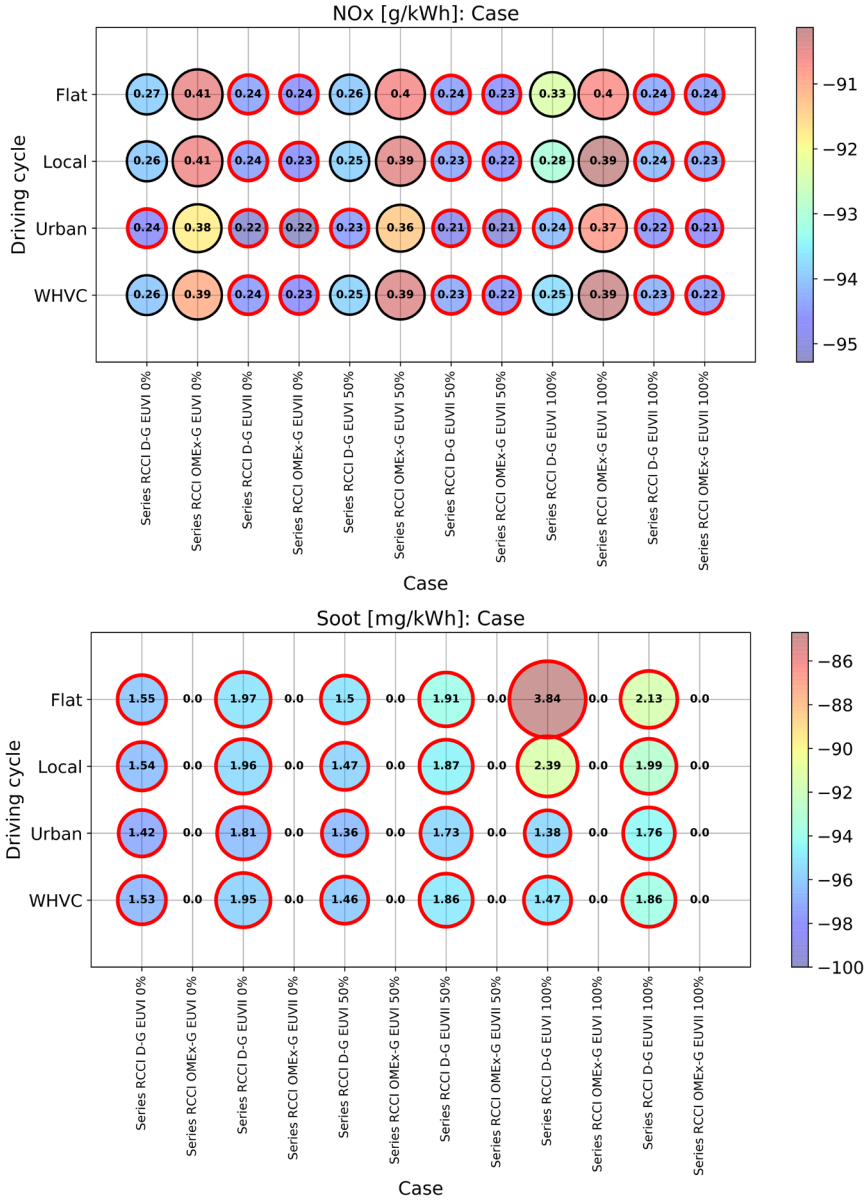 NOx [g/kWh]: Case
Flat
0.27 0.41 0.24 0.24 0.26 0.4 0.24 0.23 0.33 0.4 0.24 0.24
Local
0.26 0.41 0.24 0.23 0.25 0.39 0.23 0.22 0.28 0.39 0.24 0.23
Urban
0.24 0.38 0.22 0.22 0.23 0.36 0.21 0.21 0.24 0.37 0.22 0.21
WHVC
0.26 0.39 0.24 0.23 0.25 0.39 0.23 0.22 0.25 0.39 0.23 0.22
Driving cycle
Series RCCI D-G EUVI 0%
Series RCCI OMEx-G EUVI 0%
Series RCCI D-G EUVII 0%
Series RCCI OMEx-G EUVII 0%
Series RCCI D-G EUVI 50%
Series RCCI OMEx-G EUVI 50%
Series RCCI D-G EUVII 50%
Series RCCI OMEx-G EUVII 50%
Series RCCI D-G EUVI 100%
Series RCCI OMEx-G EUVI 100%
Series RCCI D-G EUVII 100%
Series RCCI OMEx-G EUVII 100%
Case
−91
−92
−93
−94
−95
Soot [mg/kWh]: Case
Flat
1.55 0.0 1.97 0.0 1.5 0.0 1.91 0.0 3.84 0.0 2.13 0.0
Local
1.54 0.0 1.96 0.0 1.47 0.0 1.87 0.0 2.39 0.0 1.99 0.0
Urban
1.42 0.0 1.81 0.0 1.36 0.0 1.73 0.0 1.38 0.0 1.76 0.0
WHVC
1.53 0.0 1.95 0.0 1.46 0.0 1.86 0.0 1.47 0.0 1.86 0.0
Driving cycle
Series RCCI D-G EUVI 0%
Series RCCI OMEx-G EUVI 0%
Series RCCI D-G EUVII 0%
Series RCCI OMEx-G EUVII 0%
Series RCCI D-G EUVI 50%
Series RCCI OMEx-G EUVI 50%
Series RCCI D-G EUVII 50%
Series RCCI OMEx-G EUVII 50%
Series RCCI D-G EUVI 100%
Series RCCI OMEx-G EUVI 100%
Series RCCI D-G EUVII 100%
Series RCCI OMEx-G EUVII 100%
Case
−86
−88
−90
−92
−94
−96
−98
−100